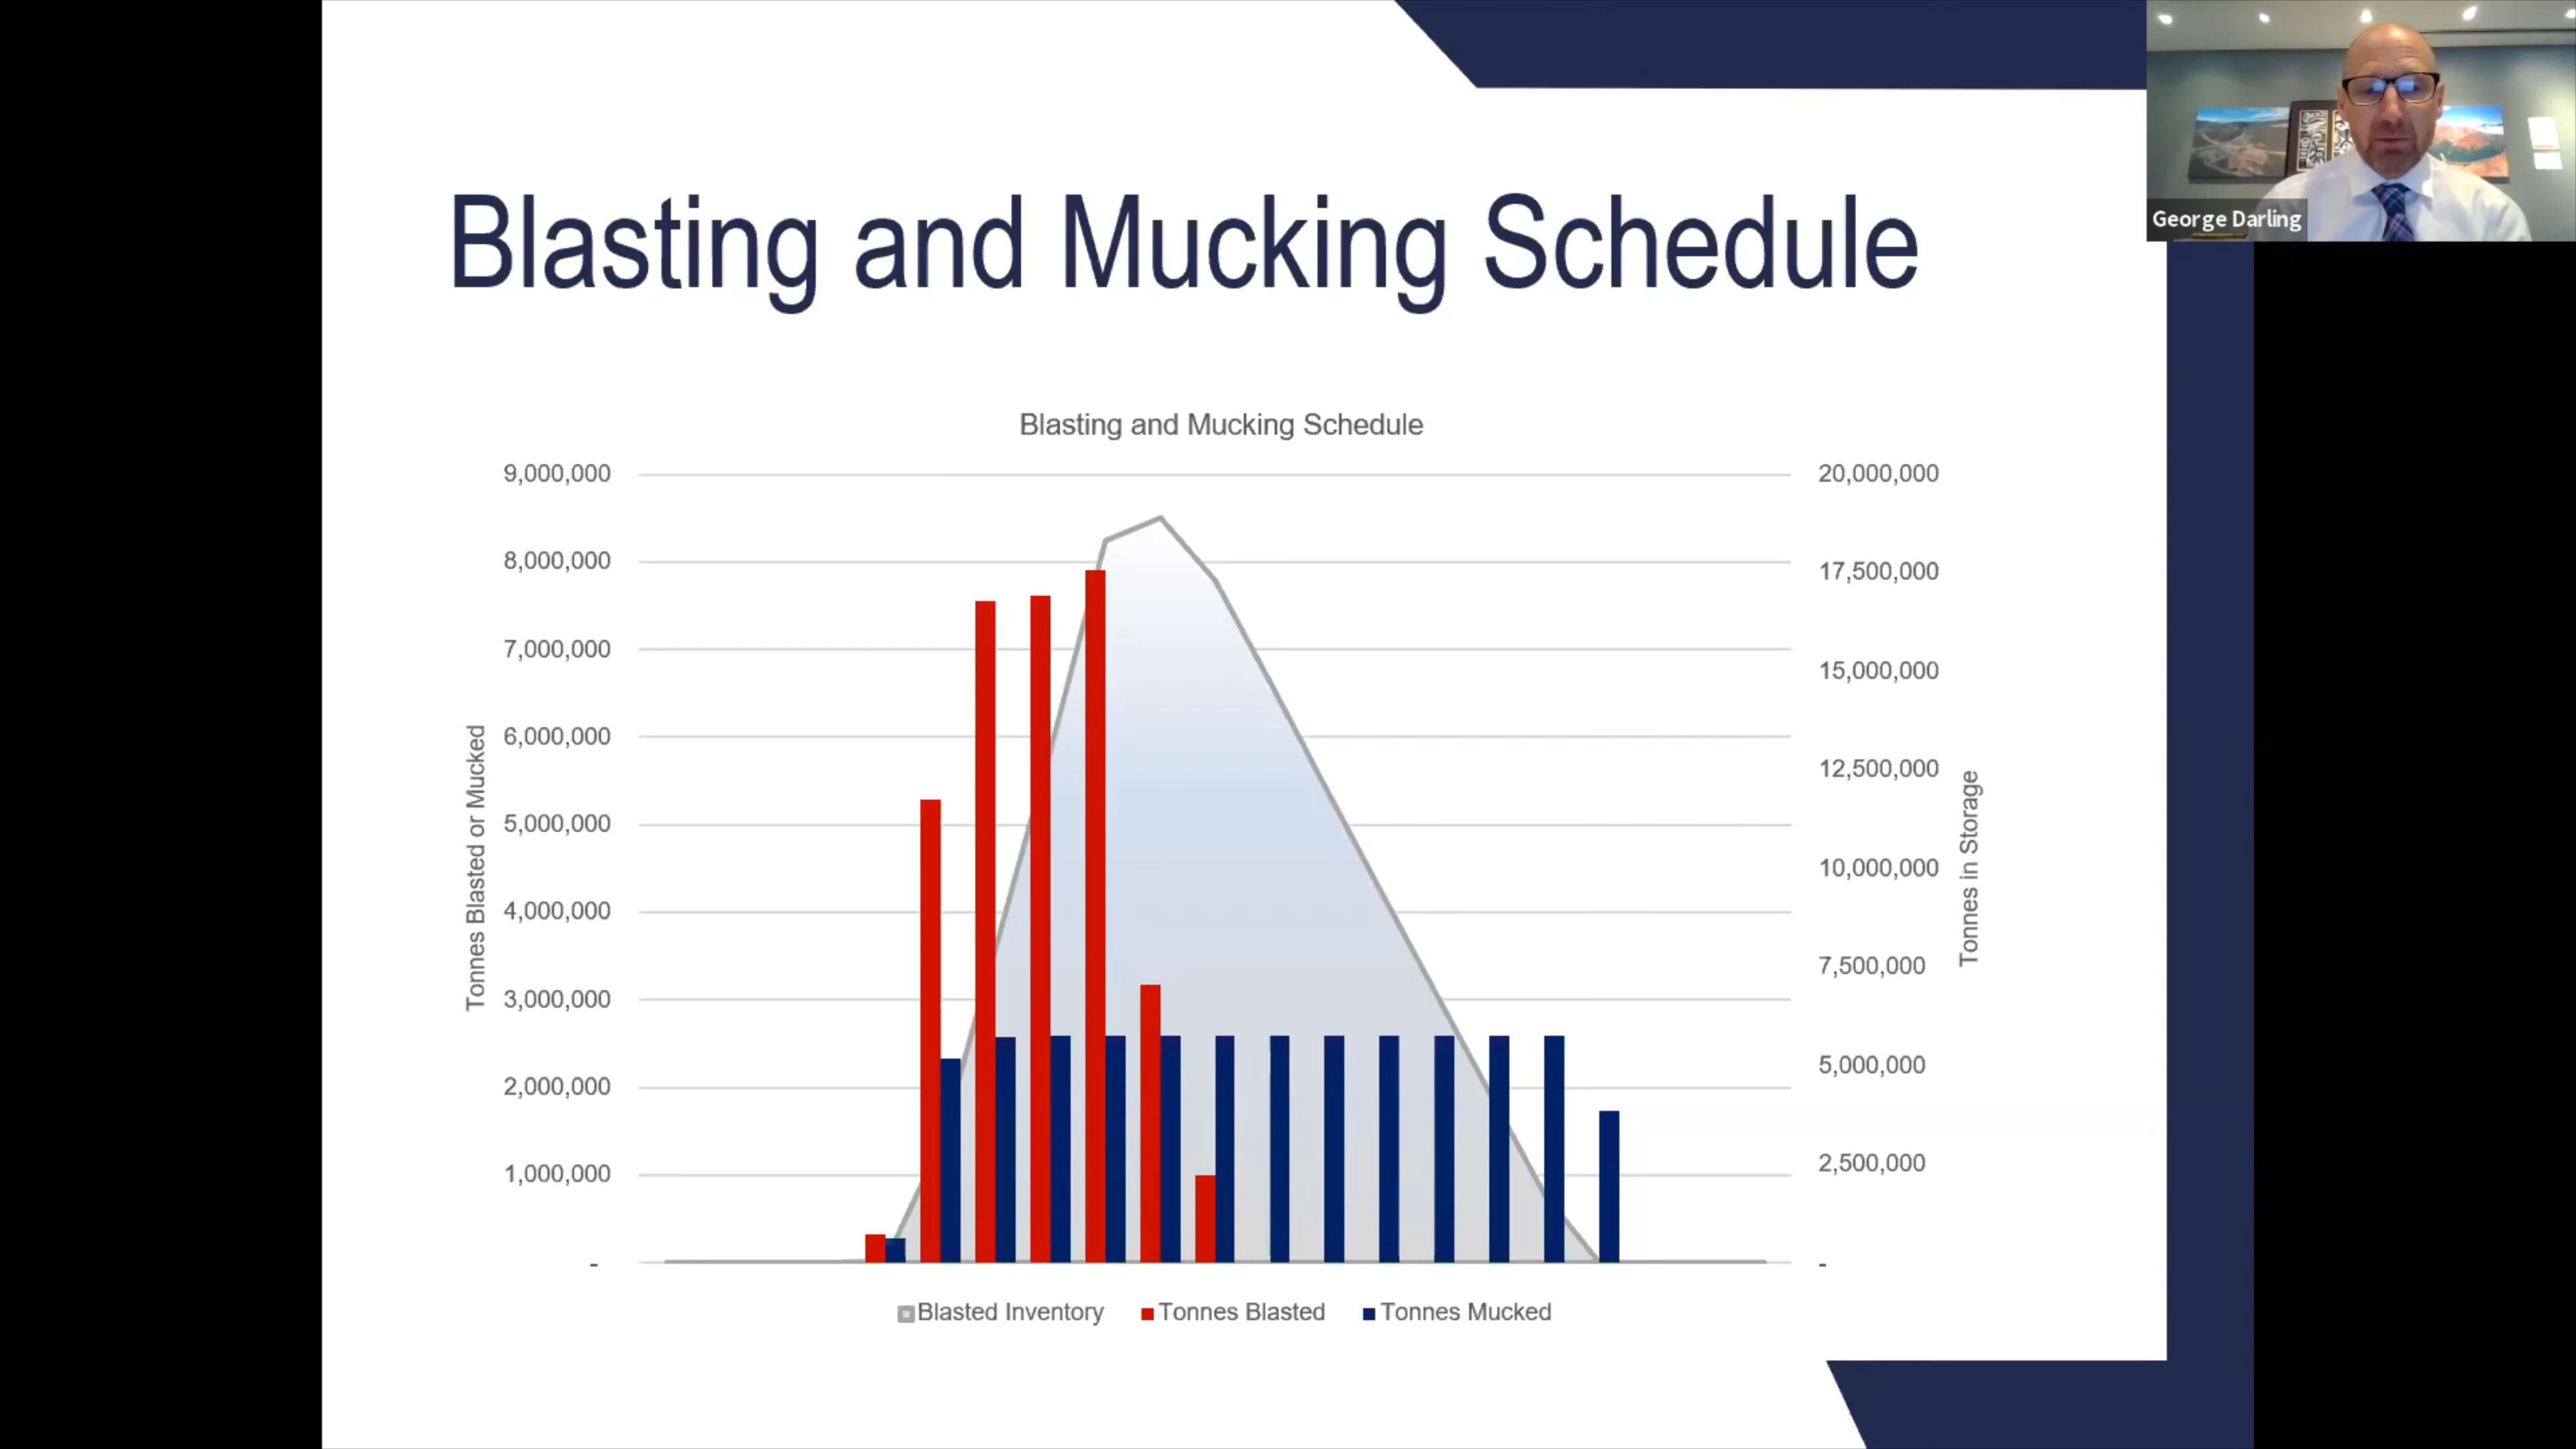 George Darling
Blasting and Mucking Schedule
Blasting and Mucking Schedule
Tonnes Blasted or Mucked
9,000,000
8,000,000
7,000,000
6,000,000
5,000,000
4,000,000
3,000,000
2,000,000
1,000,000
-
20,000,000
17,500,000
15,000,000
12,500,000
10,000,000
7,500,000
5,000,000
2,500,000
-
Tonnes in Storage
Blasted Inventory
Tonnes Blasted
Tonnes Mucked